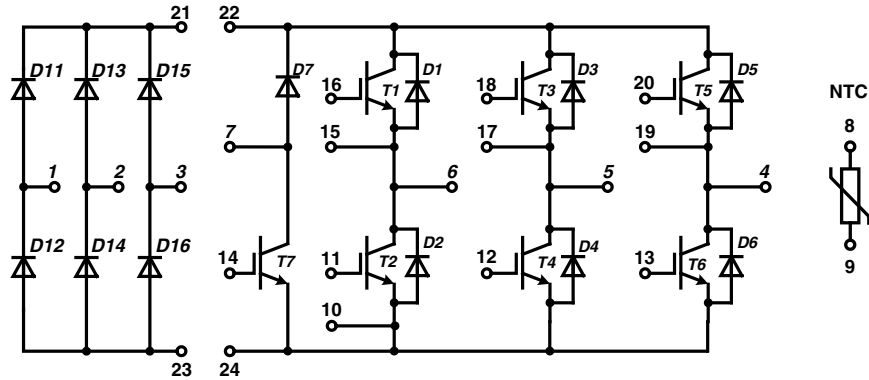 21 22
D11 D13 D15 D7 D1 D3 D5
16 T1 18 T3 20 T5
NTC
7 15 17 19 8
1 2 3 6 5 4
D12 D14 D16 D2 D4 D6
14 T7 11 T2 12 T4 13 T6 9
10
23 24